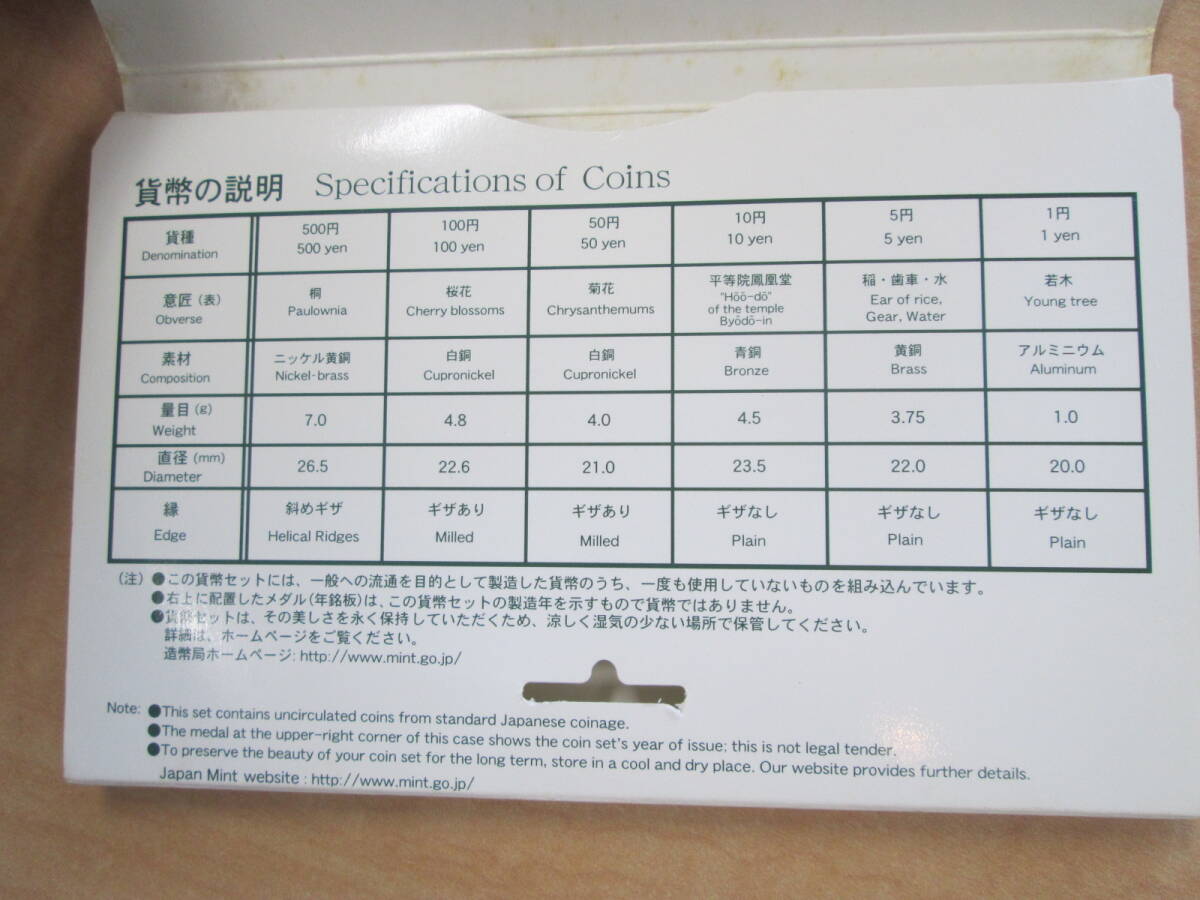 貨幣の説明 Specifications of Coins
貨種 500円 100円 50円 10円 5円 1円
Denomination 500 yen 100 yen 50 yen 10 yen 5 yen 1 yen
意匠 (表) 桐 桜花 菊花 平等院鳳凰堂 稲・歯車・水 若木
Obverse Paulownia Cherry blossoms Chrysanthemums "Hōō-dō" Ear of rice, Young tree
of the temple Gear, Water
Byōdō-in
素材 ニッケル黄銅 白銅 白銅 青銅 黄銅 アルミニウム
Composition Nickel-brass Cupronickel Cupronickel Bronze Brass Aluminum
量目 (g) 7.0 4.8 4.0 4.5 3.75 1.0
Weight
直径 (mm) 26.5 22.6 21.0 23.5 22.0 20.0
Diameter
縁 斜めギザ ギザあり ギザあり ギザなし ギザなし ギザなし
Edge Helical Ridges Milled Milled Plain Plain Plain
(注) ●この貨幣セットには、一般への流通を目的として製造した貨幣のうち、一度も使用していないものを組み込んでいます。
●右上に配置したメダル(年銘板)は、この貨幣セットの製造年を示すもので貨幣ではありません。
●貨幣セットは、その美しさを永く保持していただくため、涼しく湿気の少ない場所で保管してください。
詳細は、ホームページをご覧ください。
造幣局ホームページ: http://www.mint.go.jp/
Note: ●This set contains uncirculated coins from standard Japanese coinage.
●The medal at the upper-right corner of this case shows the coin set's year of issue; this is not legal tender.
●To preserve the beauty of your coin set for the long term, store in a cool and dry place. Our website provides further details.
Japan Mint website : http://www.mint.go.jp/